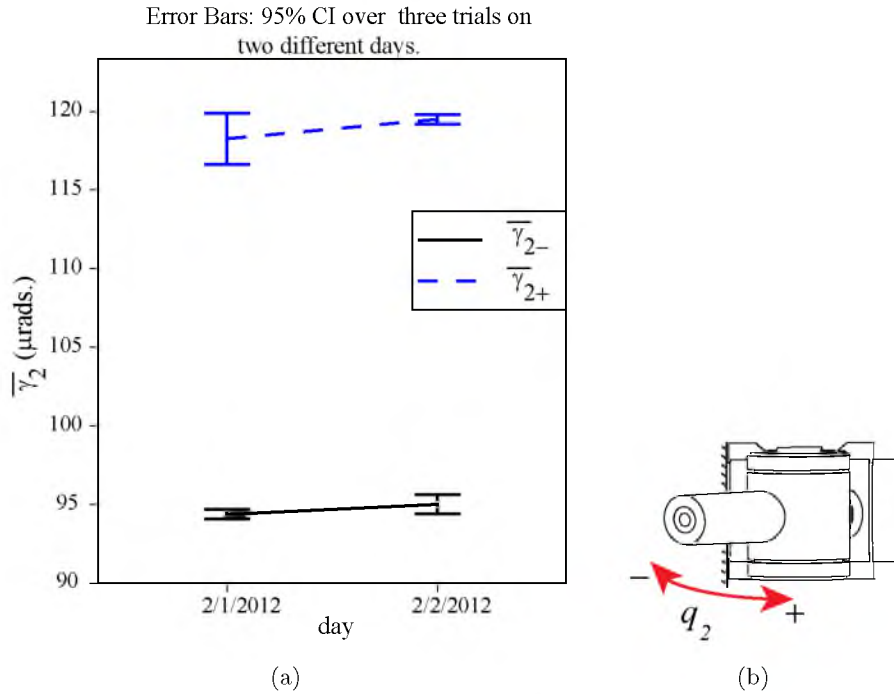 Error Bars: 95% CI over three trials on
two different days.
120
115
110
105
100
95
90
γ̅₂ (μrads.)
γ̅₂₋
γ̅₂₊
2/1/2012 2/2/2012
day
(a)
− q₂ +
(b)